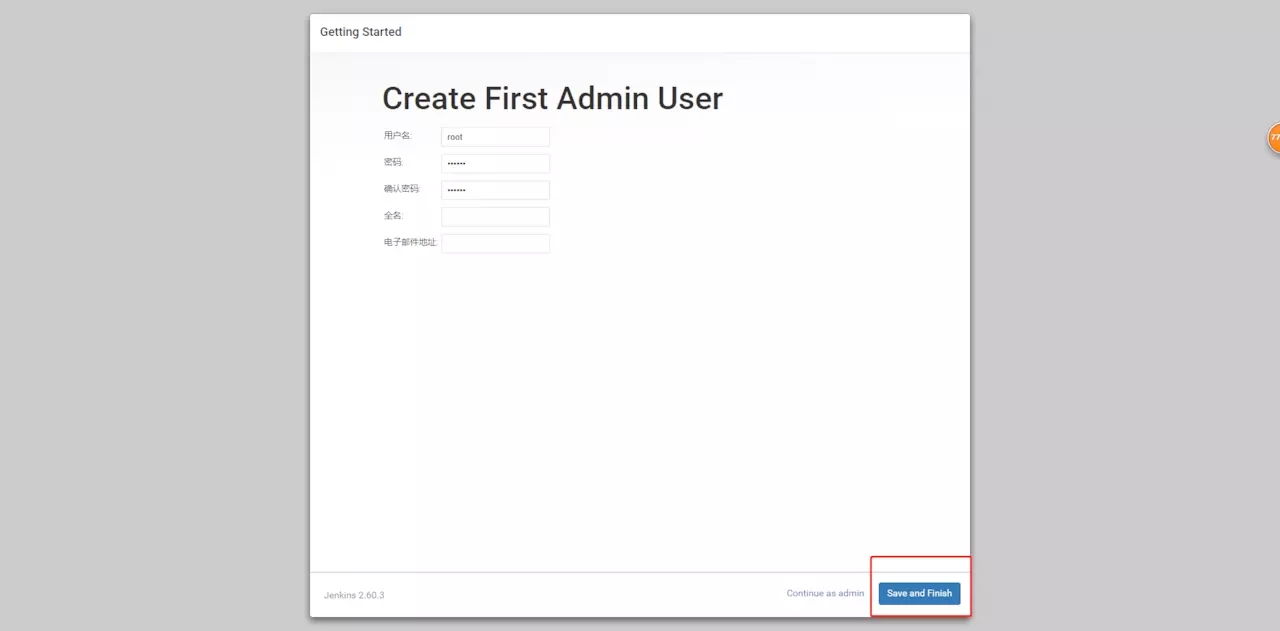 Getting Started
Create First Admin User
用户名: root
密码: ••••••
确认密码: ••••••
全名:
电子邮件地址:
77
Jenkins 2.60.3
Continue as admin
Save and Finish